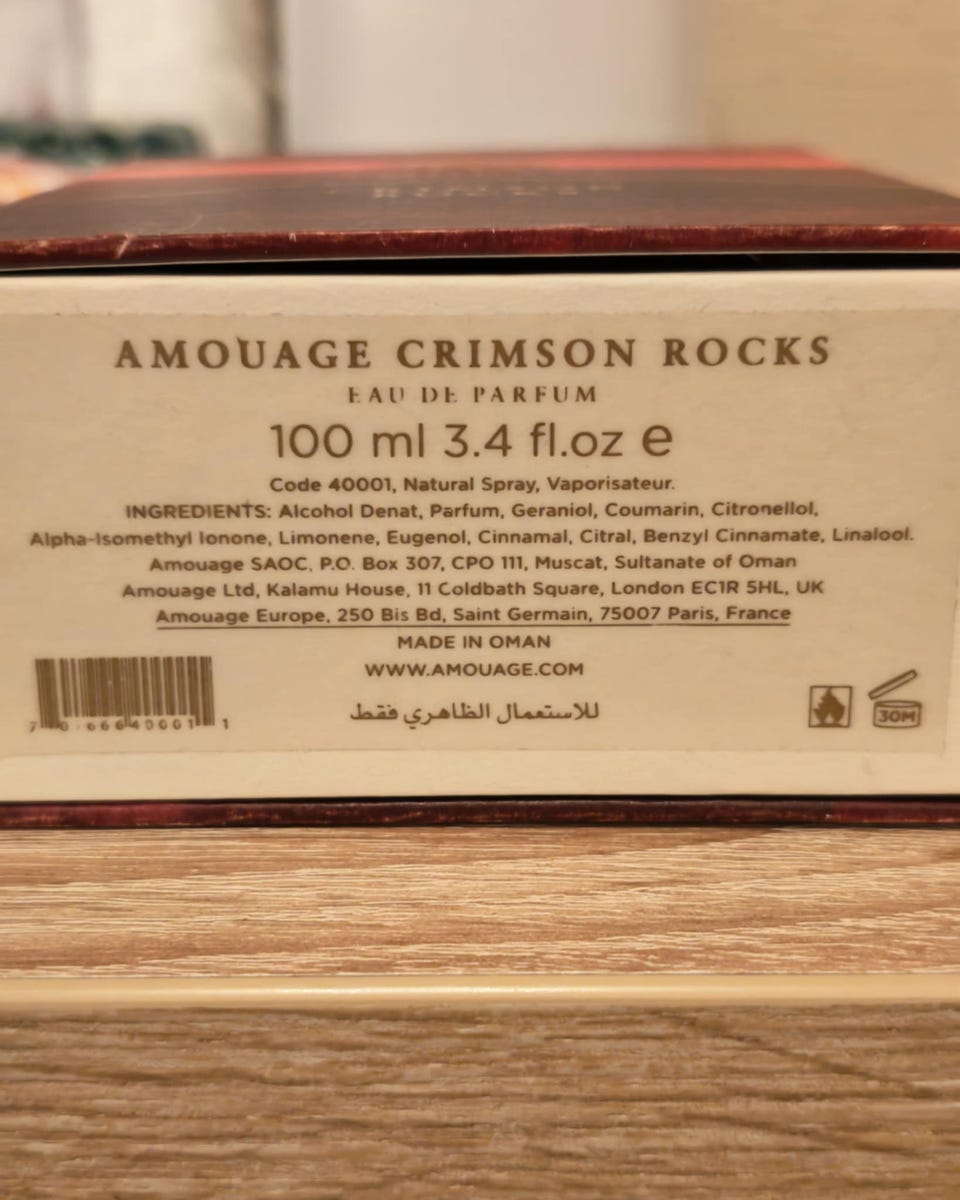 AMOUAGE CRIMSON ROCKS
EAU DE PARFUM
100 ml 3.4 fl.oz e
Code 40001, Natural Spray, Vaporisateur.
INGREDIENTS: Alcohol Denat, Parfum, Geraniol, Coumarin, Citronellol,
Alpha-Isomethyl Ionone, Limonene, Eugenol, Cinnamal, Citral, Benzyl Cinnamate, Linalool.
Amouage SAOC, P.O. Box 307, CPO 111, Muscat, Sultanate of Oman
Amouage Ltd, Kalamu House, 11 Coldbath Square, London EC1R 5HL, UK
Amouage Europe, 250 Bis Bd, Saint Germain, 75007 Paris, France
MADE IN OMAN
WWW.AMOUAGE.COM
للاستعمال الظاهري فقط
30M